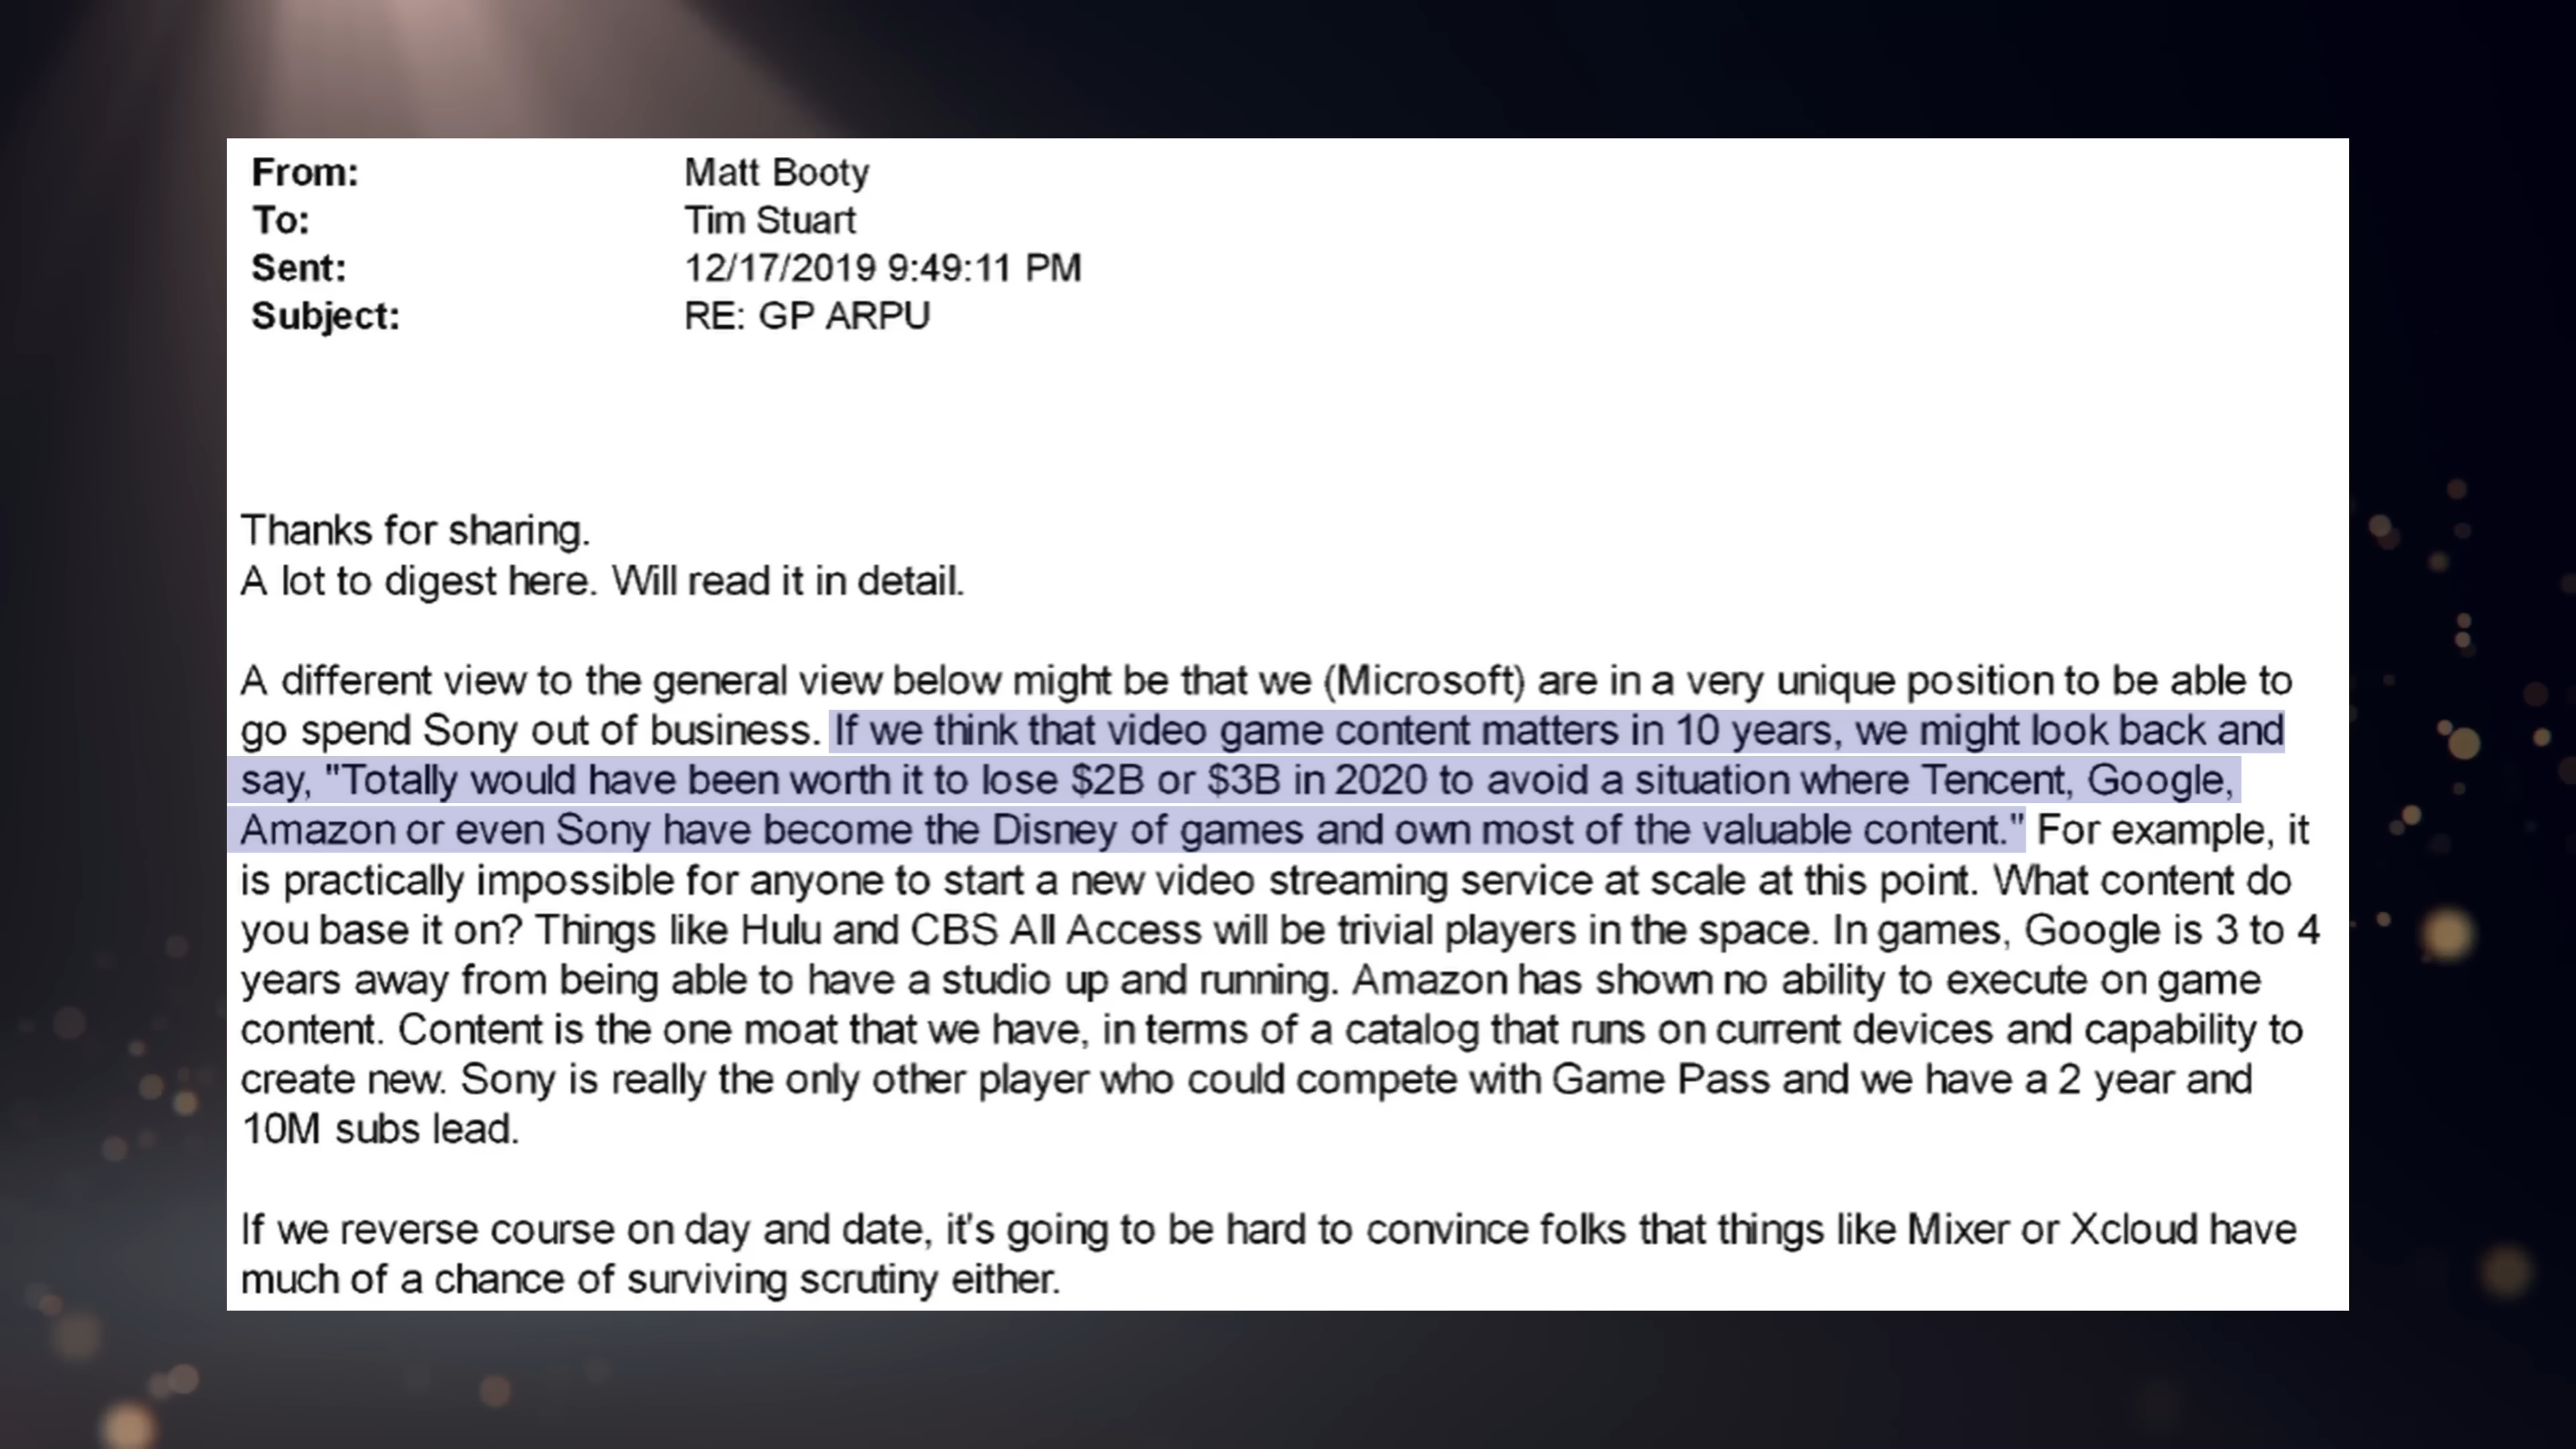 From: Matt Booty
To: Tim Stuart
Sent: 12/17/2019 9:49:11 PM
Subject: RE: GP ARPU
Thanks for sharing.
A lot to digest here. Will read it in detail.
A different view to the general view below might be that we (Microsoft) are in a very unique position to be able to
go spend Sony out of business. If we think that video game content matters in 10 years, we might look back and
say, "Totally would have been worth it to lose $2B or $3B in 2020 to avoid a situation where Tencent, Google,
Amazon or even Sony have become the Disney of games and own most of the valuable content." For example, it
is practically impossible for anyone to start a new video streaming service at scale at this point. What content do
you base it on? Things like Hulu and CBS All Access will be trivial players in the space. In games, Google is 3 to 4
years away from being able to have a studio up and running. Amazon has shown no ability to execute on game
content. Content is the one moat that we have, in terms of a catalog that runs on current devices and capability to
create new. Sony is really the only other player who could compete with Game Pass and we have a 2 year and
10M subs lead.
If we reverse course on day and date, it's going to be hard to convince folks that things like Mixer or Xcloud have
much of a chance of surviving scrutiny either.